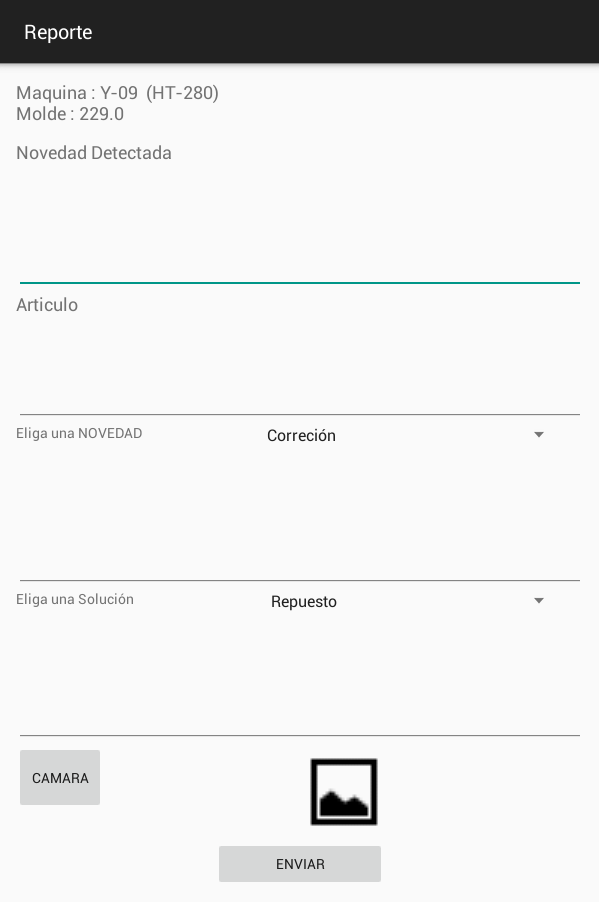 Reporte
Maquina : Y-09  (HT-280)
Molde : 229.0
Novedad Detectada
Articulo
Eliga una NOVEDAD
Correción
Eliga una Solución
Repuesto
CAMARA
ENVIAR